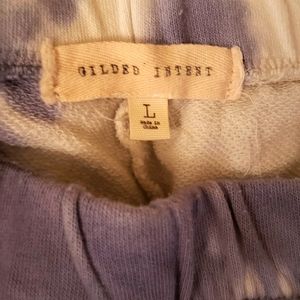 GILDED INTENT
L
Made in
China